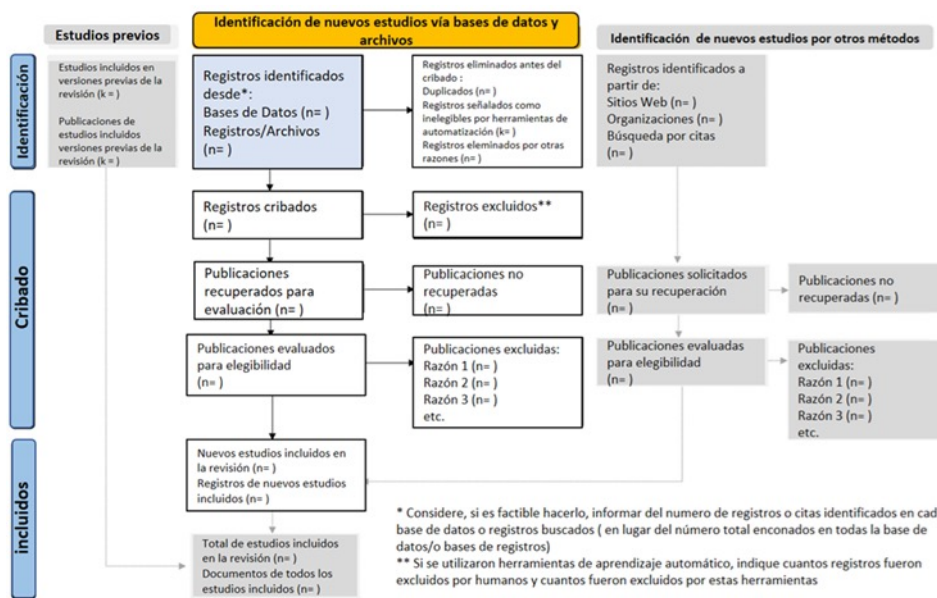 Estudios previos
Identificación de nuevos estudios vía bases de datos y
archivos
Identificación de nuevos estudios por otros métodos
Identificación
Estudios incluidos en
versiones previas de la
revisión (k = )
Publicaciones de
estudios incluidos
versiones previas de la
revisión (k = )
Registros identificados
desde*:
Bases de Datos (n= )
Registros/Archivos
(n= )
Registros eliminados antes del
cribado :
Duplicados (n= )
Registros señalados como
inelegibles por herramientas de
automatización (k= )
Registros eleminados por otras
razones (n= )
Registros identificados a
partir de:
Sitios Web (n= )
Organizaciones (n= )
Búsqueda por citas
(n= )
Cribado
Registros cribados
(n= )
Registros excluidos**
(n= )
Publicaciones
recuperados para
evaluación (n= )
Publicaciones no
recuperadas
(n= )
Publicaciones solicitados
para su recuperación
(n= )
Publicaciones no
recuperadas (n= )
Publicaciones evaluados
para elegibilidad
(n= )
Publicaciones excluidas:
Razón 1 (n= )
Razón 2 (n= )
Razón 3 (n= )
etc.
Publicaciones evaluadas
para elegibilidad
(n= )
Publicaciones
excluidas:
Razón 1 (n= )
Razón 2 (n= )
Razón 3 (n= )
etc.
incluidos
Nuevos estudios incluidos en
la revisión (n= )
Registros de nuevos estudios
incluidos (n= )
Total de estudios incluidos
en la revisión (n= )
Documentos de todos los
estudios incluidos (n= )
* Considere, si es factible hacerlo, informar del numero de registros o citas identificados en cad
base de datos o registros buscados ( en lugar del número total enconados en todas la base de
datos/o bases de registros)
** Si se utilizaron herramientas de aprendizaje automático, indique cuantos registros fueron
excluidos por humanos y cuantos fueron excluidos por estas herramientas